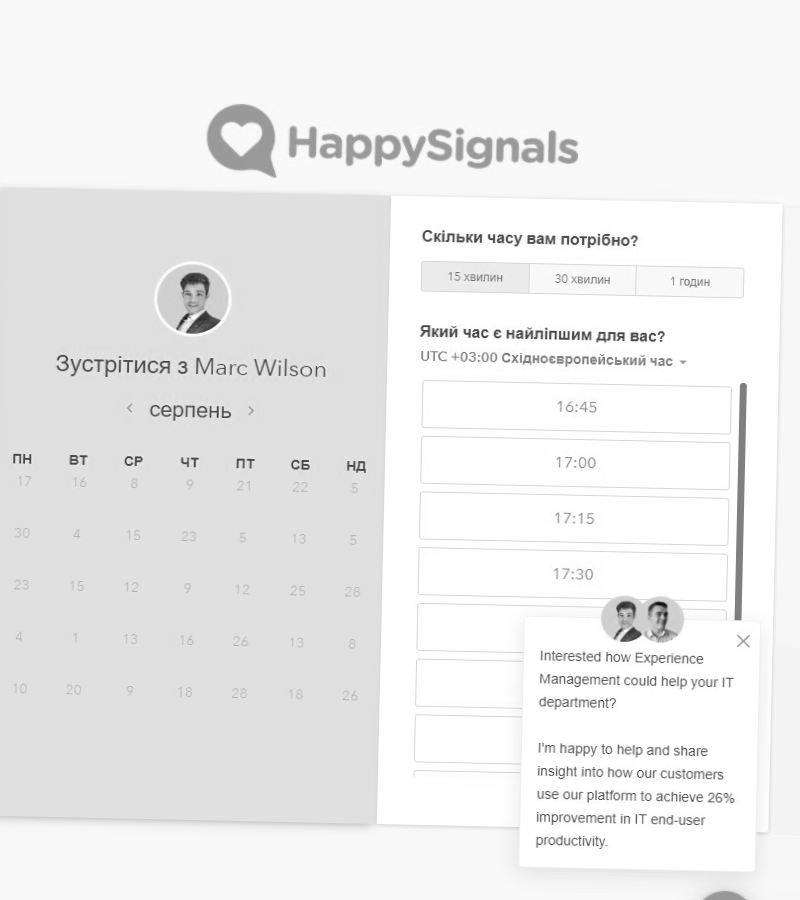 HappySignals
Зустрітися з Marc Wilson
серпень
ПН ВТ СР ЧТ ПТ СБ НД
17 16 8 9 21 22 5
30 4 15 23 5 13 5
23 15 12 9 12 25 28
4 1 13 16 26 13 8
10 20 9 18 28 18 26
Скільки часу вам потрібно?
15 хвилин 30 хвилин 1 годин
Який час є найліпшим для вас?
UTC +03:00 Східноєвропейський час
16:45
17:00
17:15
17:30
Interested how Experience
Management could help your IT
department?
I'm happy to help and share
insight into how our customers
use our platform to achieve 26%
improvement in IT end-user
productivity.